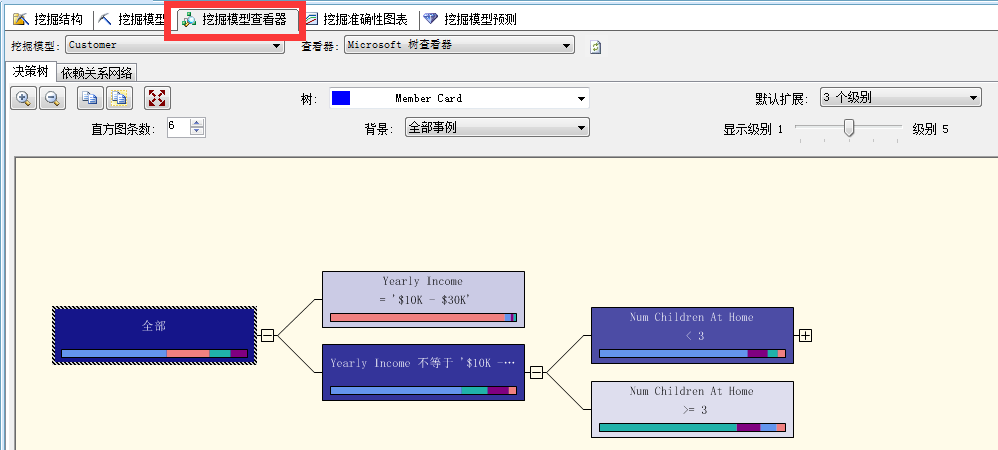 挖掘结构 挖掘模型 挖掘模型查看器 挖掘准确性图表 挖掘模型预测
挖掘模型: Customer 查看器: Microsoft 树查看器
决策树 依赖关系网络
树: Member Card 默认扩展: 3 个级别
直方图条数: 6 背景: 全部事例 显示级别 1 级别 5
全部
Yearly Income
= '$10K - $30K'
Yearly Income 不等于 '$10K -…
Num Children At Home
< 3
Num Children At Home
>= 3